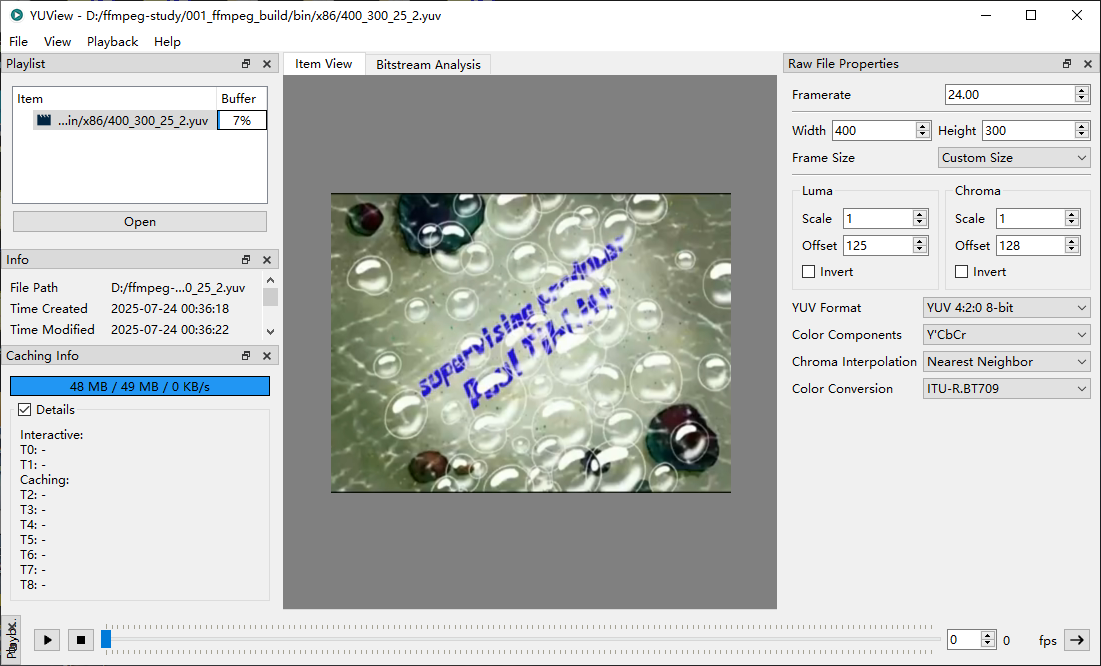 YUView - D:/ffmpeg-study/001_ffmpeg_build/bin/x86/400_300_25_2.yuv
File View Playback Help
Playlist
Item Buffer
...in/x86/400_300_25_2.yuv 7%
Open
Info
File Path D:/ffmpeg-...0_25_2.yuv
Time Created 2025-07-24 00:36:18
Time Modified 2025-07-24 00:36:22
Caching Info
48 MB / 49 MB / 0 KB/s
Details
Interactive:
T0: -
T1: -
Caching:
T2: -
T3: -
T4: -
T5: -
T6: -
T7: -
T8: -
Item View Bitstream Analysis
supervising producer
Raw File Properties
Framerate 24.00
Width 400 Height 300
Frame Size Custom Size
Luma
Scale 1
Offset 125
Invert
Chroma
Scale 1
Offset 128
Invert
YUV Format YUV 4:2:0 8-bit
Color Components Y'CbCr
Chroma Interpolation Nearest Neighbor
Color Conversion ITU-R.BT709
0 0 fps